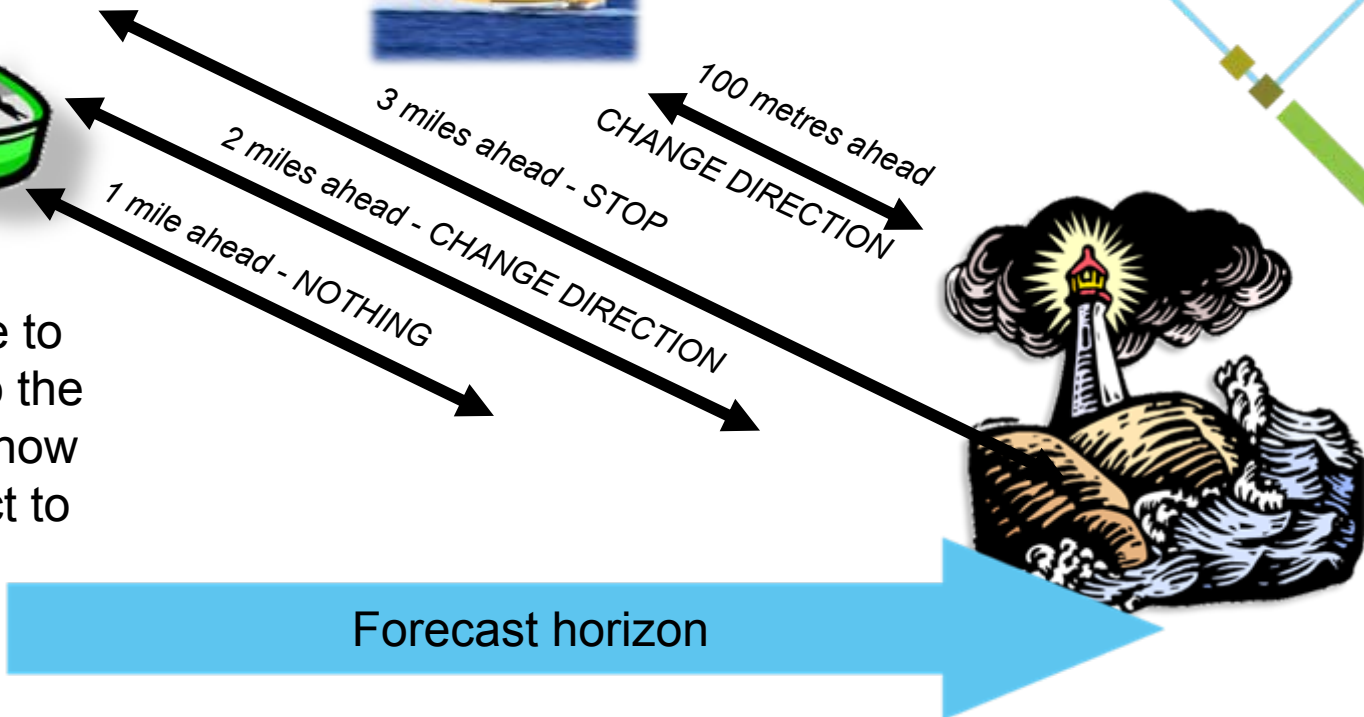 100 metres ahead
CHANGE DIRECTION
3 miles ahead - STOP
2 miles ahead - CHANGE DIRECTION
1 mile ahead - NOTHING
e to
the
ct to
Forecast horizon